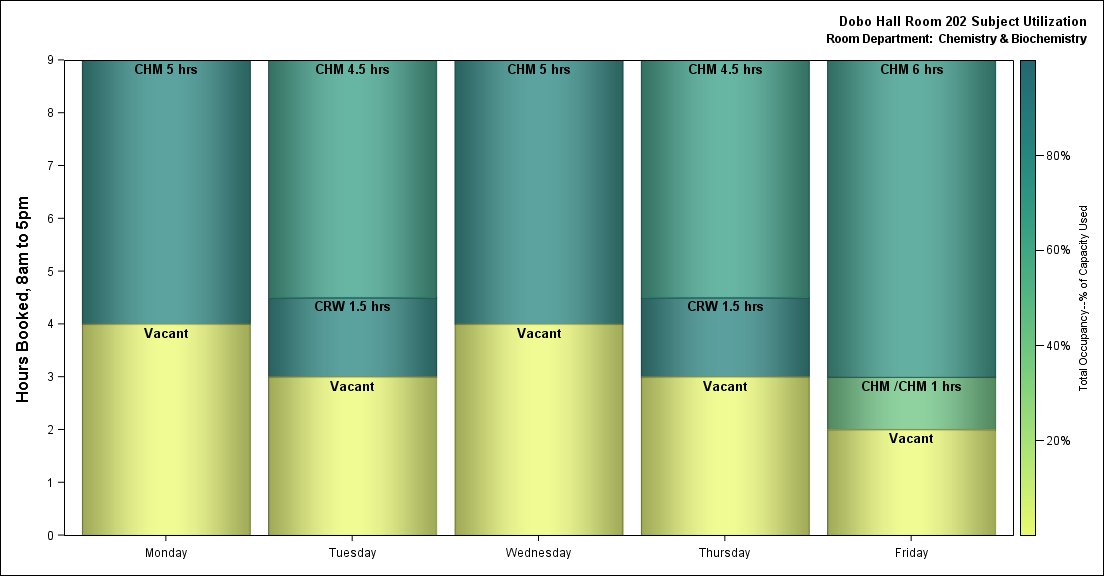 Dobo Hall Room 202 Subject Utilization
Room Department: Chemistry & Biochemistry
Hours Booked, 8am to 5pm
9
8
7
6
5
4
3
2
1
0
CHM 5 hrs
Vacant
CHM 4.5 hrs
CRW 1.5 hrs
Vacant
CHM 5 hrs
Vacant
CHM 4.5 hrs
CRW 1.5 hrs
Vacant
CHM 6 hrs
CHM /CHM 1 hrs
Vacant
Monday
Tuesday
Wednesday
Thursday
Friday
80%
60%
40%
20%
Total Occupancy--% of Capacity Used